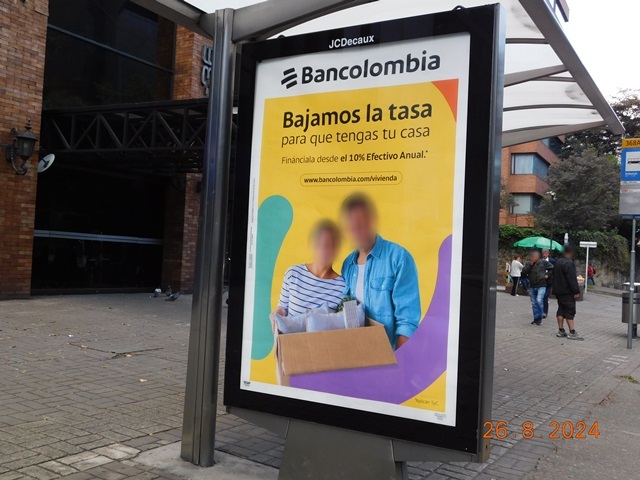 JCDecaux
Bancolombia
Bajamos la tasa
para que tengas tu casa
Finánciala desde el 10% Efectivo Anual.*
www.bancolombia.com/vivienda
26 8 2024